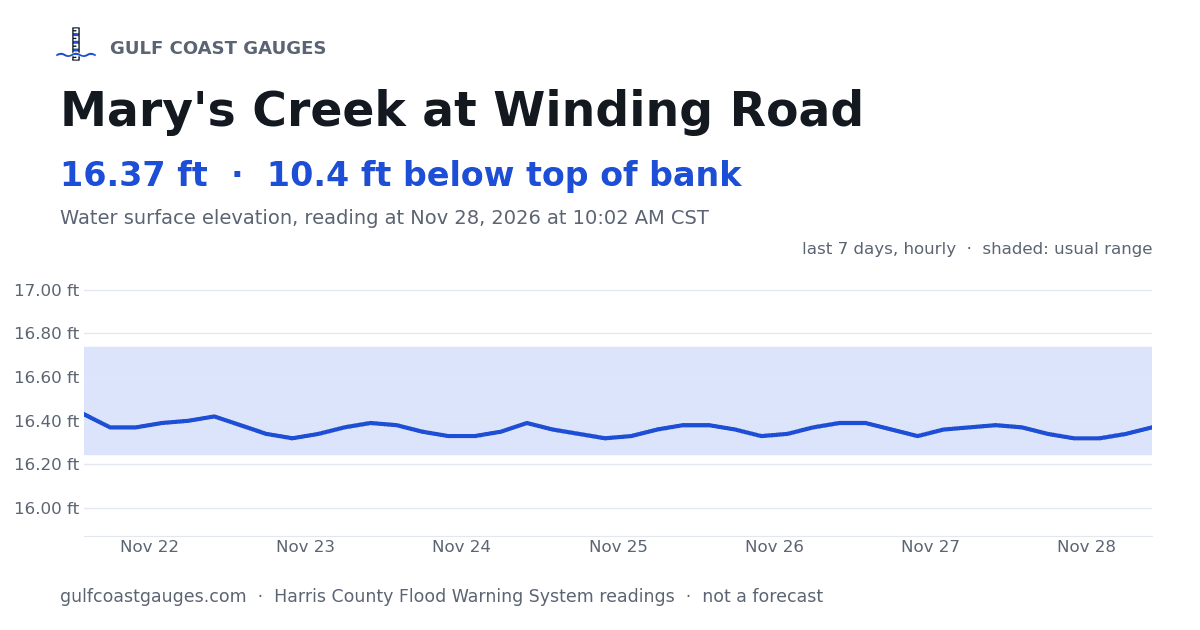 GULF COAST GAUGES
Mary's Creek at Winding Road
16.37 ft · 10.4 ft below top of bank
Water surface elevation, reading at Nov 28, 2026 at 10:02 AM CST
last 7 days, hourly · shaded: usual range
17.00 ft
16.80 ft
16.60 ft
16.40 ft
16.20 ft
16.00 ft
Nov 22 Nov 23 Nov 24 Nov 25 Nov 26 Nov 27 Nov 28
gulfcoastgauges.com · Harris County Flood Warning System readings · not a forecast